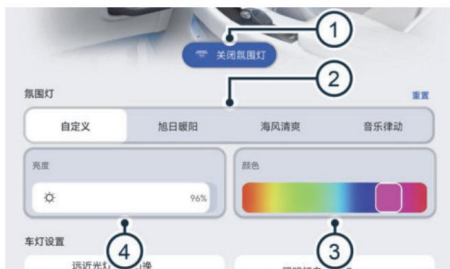 1
关闭氛围灯
2
氛围灯 重置
自定义 旭日暖阳 海风清爽 音乐律动
亮度 颜色
96%
4 3
车灯设置